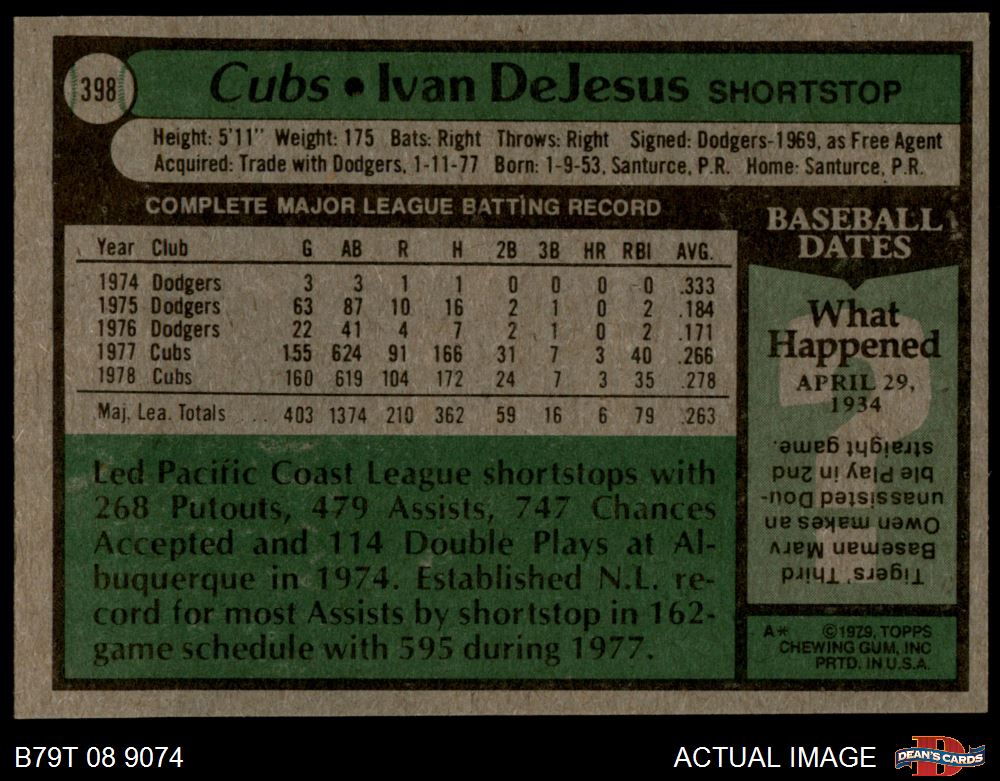 398
Cubs • Ivan DeJesus SHORTSTOP
Height: 5'11" Weight: 175 Bats: Right Throws: Right Signed: Dodgers-1969, as Free Agent
Acquired: Trade with Dodgers, 1-11-77 Born: 1-9-53, Santurce, P.R. Home: Santurce, P.R.
COMPLETE MAJOR LEAGUE BATTING RECORD
Year Club G AB R H 2B 3B HR RBI AVG.
1974 Dodgers 3 3 1 1 0 0 0 0 .333
1975 Dodgers 63 87 10 16 2 1 0 2 .184
1976 Dodgers 22 41 4 7 2 1 0 2 .171
1977 Cubs 155 624 91 166 31 7 3 40 .266
1978 Cubs 160 619 104 172 24 7 3 35 .278
Maj. Lea. Totals ... 403 1374 210 362 59 16 6 79 .263
Led Pacific Coast League shortstops with
268 Putouts, 479 Assists, 747 Chances
Accepted and 114 Double Plays at Al-
buquerque in 1974. Established N.L. re-
cord for most Assists by shortstop in 162-
game schedule with 595 during 1977.
BASEBALL
DATES
What
Happened
APRIL 29,
1934
Tigers' Third
Baseman Marv
Owen makes an
unassisted Dou-
ble Play in 2nd
straight game.
A* ©1979, TOPPS
CHEWING GUM, INC
PRTD. IN U.S.A.
B79T 08 9074
ACTUAL IMAGE
DEAN'S CARDS